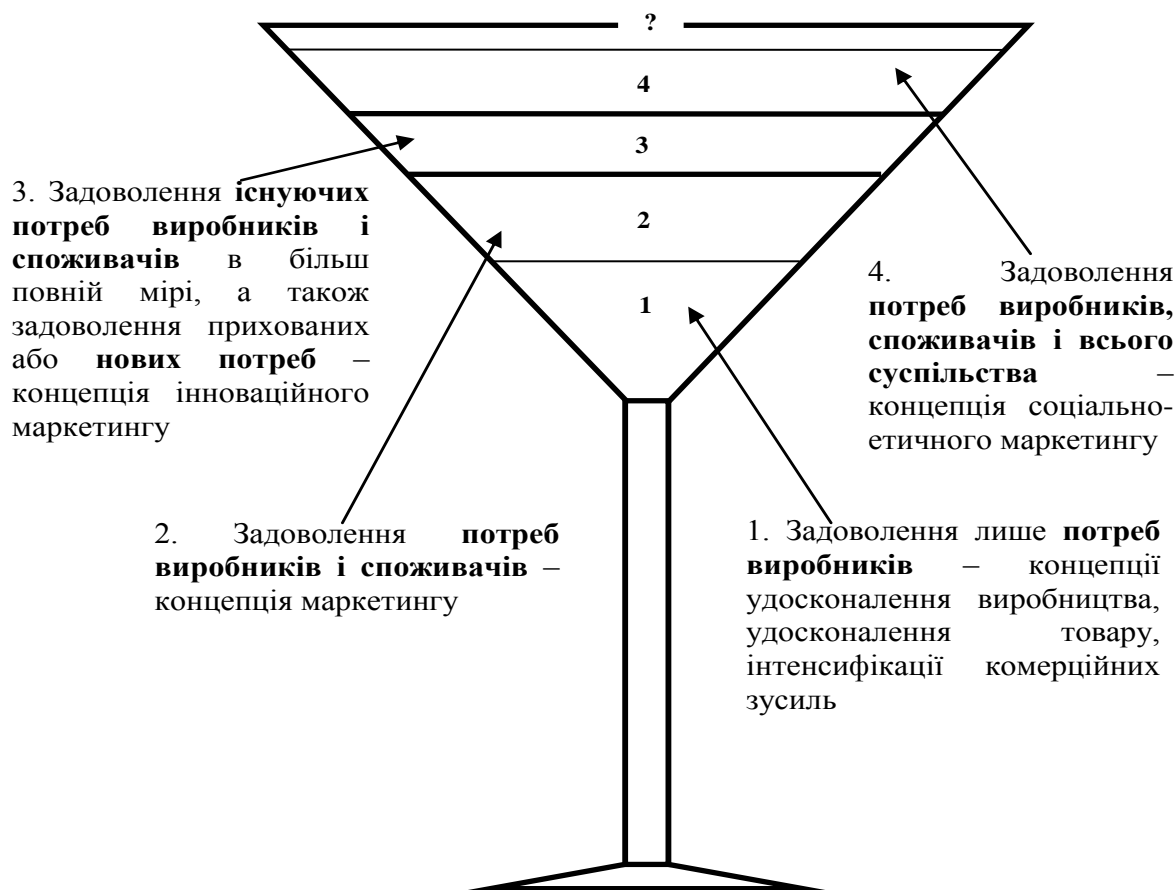 ?
4
3
2
1
3. Задоволення існуючих
потреб виробників і
споживачів в більш
повній мірі, а також
задоволення прихованих
або нових потреб –
концепція інноваційного
маркетингу
4. Задоволення
потреб виробників,
споживачів і всього
суспільства –
концепція соціально-
етичного маркетингу
2. Задоволення потреб
виробників і споживачів –
концепція маркетингу
1. Задоволення лише потреб
виробників – концепції
удосконалення виробництва,
удосконалення товару,
інтенсифікації комерційних
зусиль